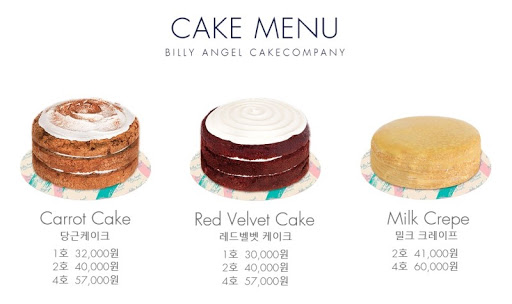 CAKE MENU
BILLY ANGEL CAKECOMPANY
Carrot Cake
당근케이크
1호 32,000원
2호 40,000원
4호 57,000원
Red Velvet Cake
레드벨벳 케이크
1호 30,000원
2호 40,000원
4호 57,000원
Milk Crepe
밀크 크레이프
2호 41,000원
4호 60,000원